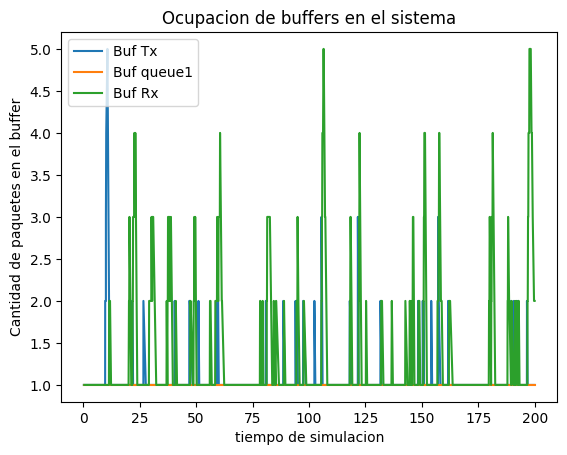 Ocupacion de buffers en el sistema
Buf Tx
Buf queue1
Buf Rx
Cantidad de paquetes en el buffer
5.0
4.5
4.0
3.5
3.0
2.5
2.0
1.5
1.0
0 25 50 75 100 125 150 175 200
tiempo de simulacion